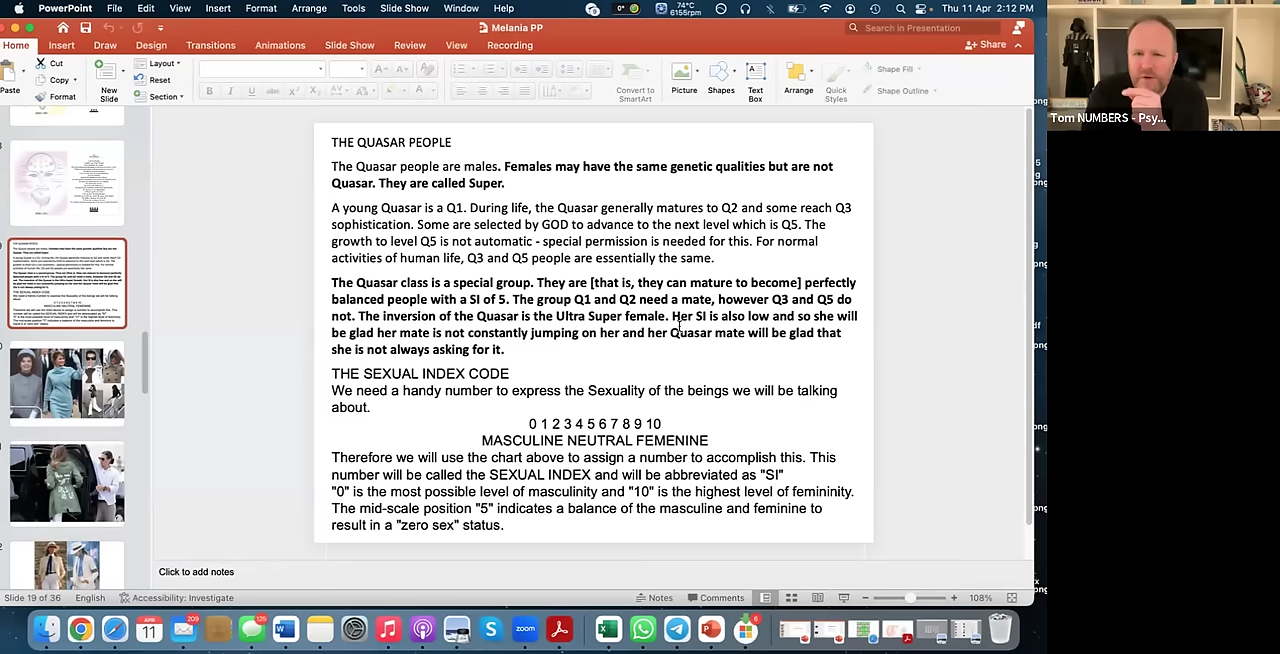 PowerPoint File Edit View Insert Format Arrange Tools Slide Show Window Help 0° 74°C 6155rpm Thu 11 Apr 2:12 PM
Melania PP
Search in Presentation
Home Insert Draw Design Transitions Animations Slide Show Review View Recording
Share
Paste
Cut
Copy
Format
New Slide
Layout
Reset
Section
Convert to SmartArt
Picture
Shapes
Text Box
Arrange
Quick Styles
Shape Fill
Shape Outline
Tom NUMBERS - Psy...
THE QUASAR PEOPLE
The Quasar people are males. Females may have the same genetic qualities but are not
Quasar. They are called Super.
A young Quasar is a Q1. During life, the Quasar generally matures to Q2 and some reach Q3
sophistication. Some are selected by GOD to advance to the next level which is Q5. The
growth to level Q5 is not automatic - special permission is needed for this. For normal
activities of human life, Q3 and Q5 people are essentially the same.
The Quasar class is a special group. They are [that is, they can mature to become] perfectly
balanced people with a SI of 5. The group Q1 and Q2 need a mate, however Q3 and Q5 do
not. The inversion of the Quasar is the Ultra Super female. Her SI is also low and so she will
be glad her mate is not constantly jumping on her and her Quasar mate will be glad that
she is not always asking for it.
THE SEXUAL INDEX CODE
We need a handy number to express the Sexuality of the beings we will be talking
about.
0 1 2 3 4 5 6 7 8 9 10
MASCULINE NEUTRAL FEMENINE
Therefore we will use the chart above to assign a number to accomplish this. This
number will be called the SEXUAL INDEX and will be abbreviated as "SI"
"0" is the most possible level of masculinity and "10" is the highest level of femininity.
The mid-scale position "5" indicates a balance of the masculine and feminine to
result in a "zero sex" status.
Click to add notes
Slide 19 of 36 English Accessibility: Investigate Notes Comments 108%
APR 11
209
125
zoom
6